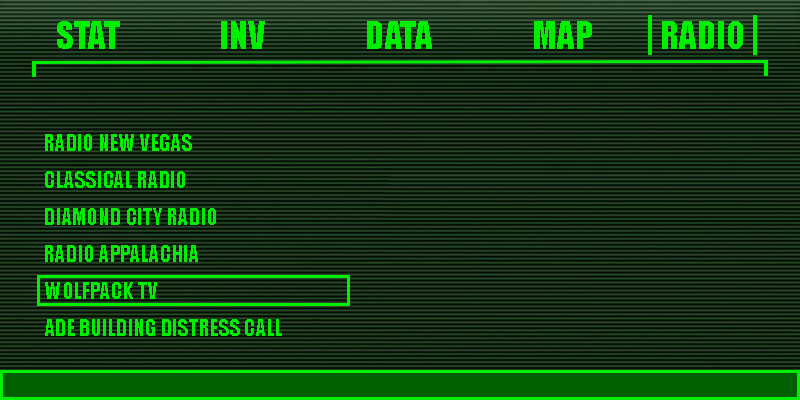 STAT INV DATA MAP RADIO
RADIO NEW VEGAS
CLASSICAL RADIO
DIAMOND CITY RADIO
RADIO APPALACHIA
WOLFPACK TV
ADE BUILDING DISTRESS CALL